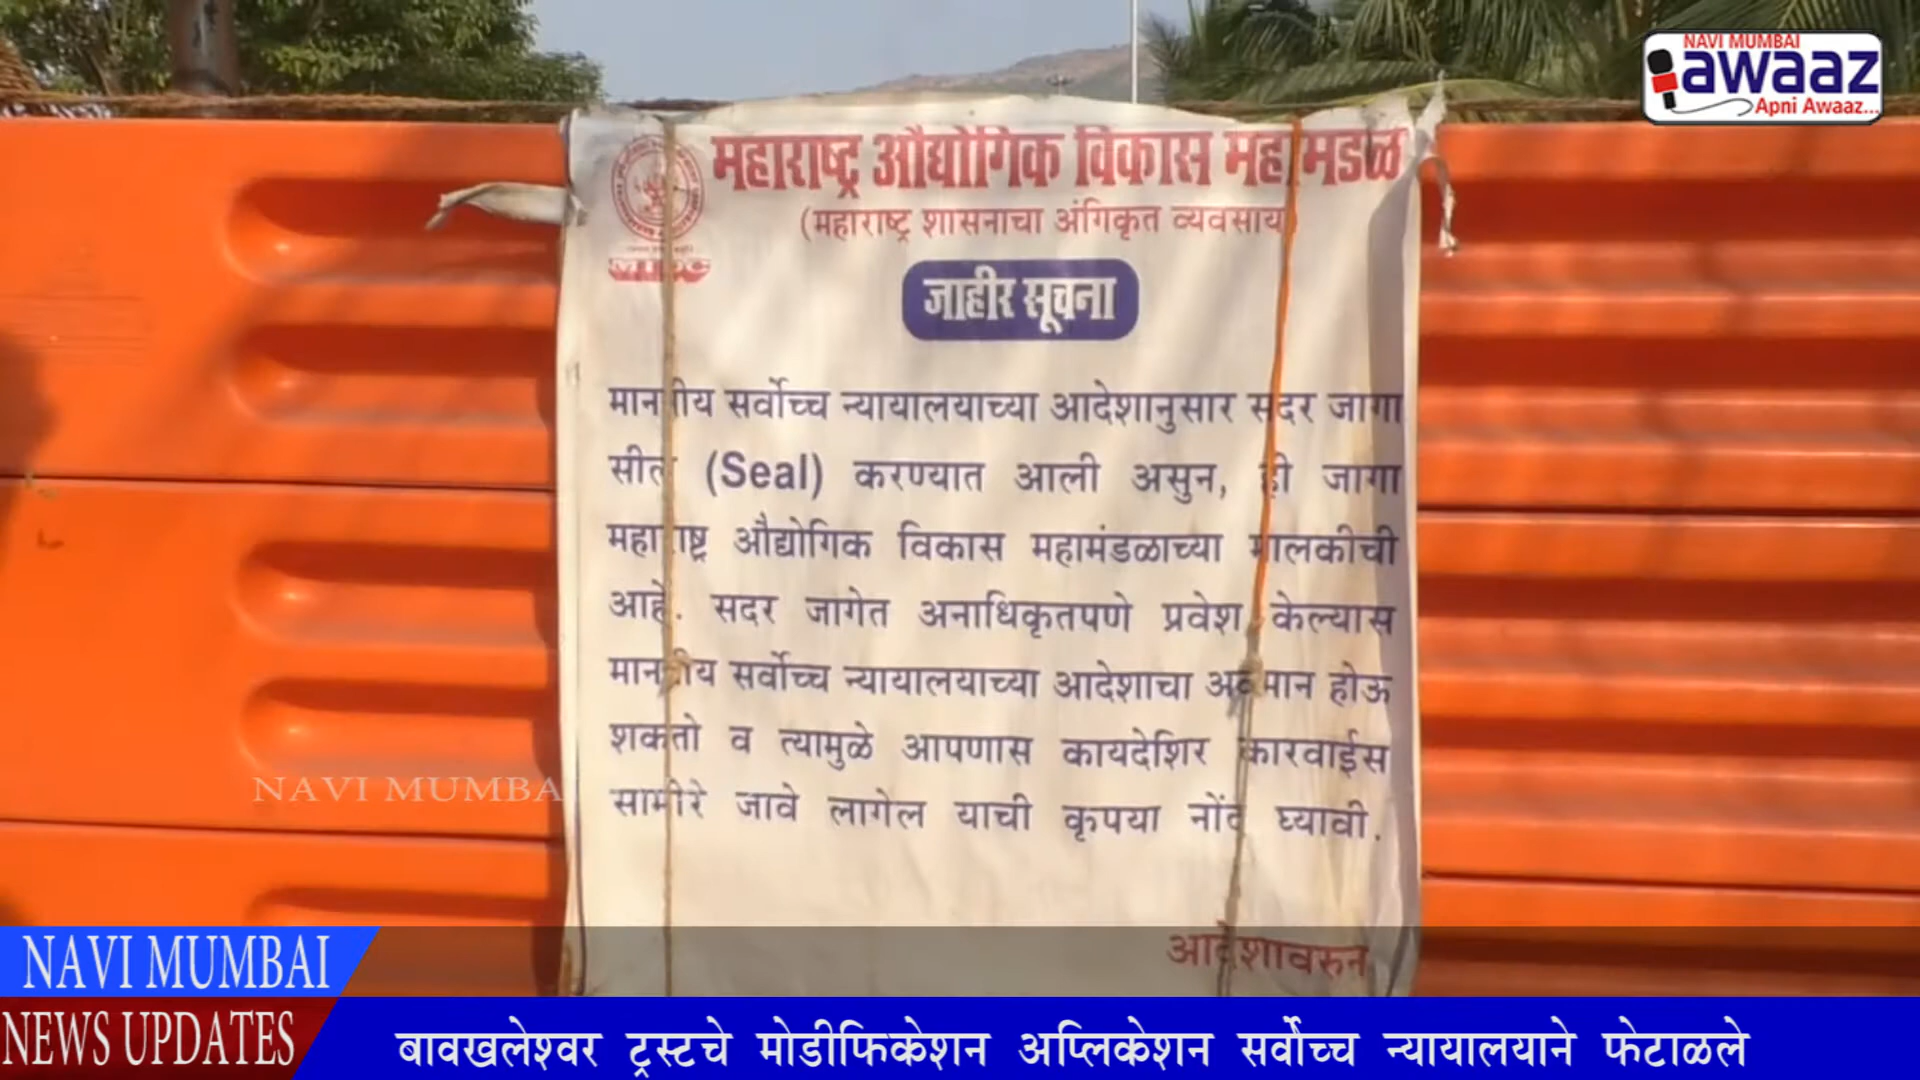 NAVI MUMBAI
awaaz
Apni Awaaz...
महाराष्ट्र औद्योगिक विकास महामंडळ
(महाराष्ट्र शासनाचा अंगिकृत व्यवसाय)
MIDC
जाहीर सूचना
माननीय सर्वोच्च न्यायालयाच्या आदेशानुसार सदर जागा
सील (Seal) करण्यात आली असुन, ही जागा
महाराष्ट्र औद्योगिक विकास महामंडळाच्या मालकीची
आहे. सदर जागेत अनाधिकृतपणे प्रवेश केल्यास
माननीय सर्वोच्च न्यायालयाच्या आदेशाचा अवमान होऊ
शकतो व त्यामुळे आपणास कायदेशिर कारवाईस
सामोरे जावे लागेल याची कृपया नोंद घ्यावी.
आदेशावरुन
NAVI MUMBA
NAVI MUMBAI
NEWS UPDATES
बावखलेश्वर ट्रस्टचे मोडीफिकेशन अप्लिकेशन सर्वोच्च न्यायालयाने फेटाळले